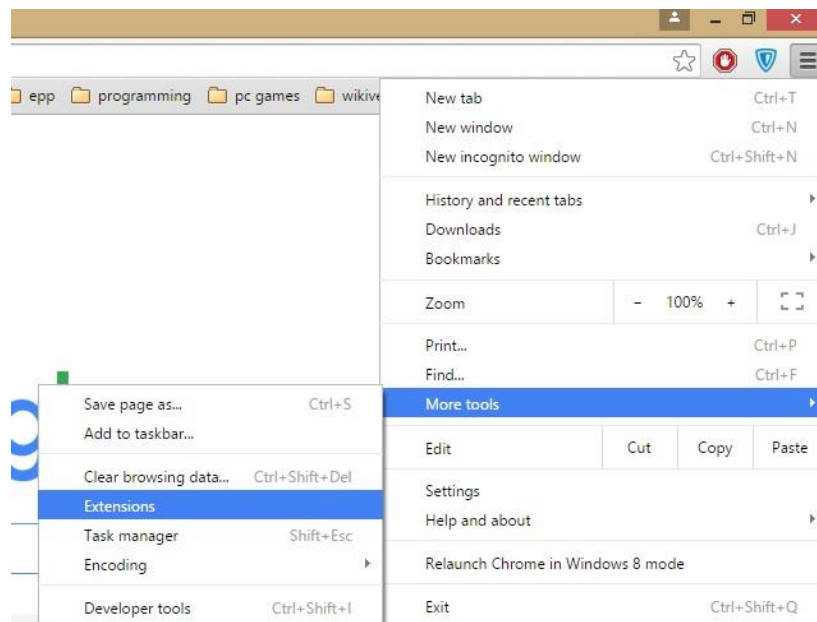 epp programming pc games wikive
New tab Ctrl+T
New window Ctrl+N
New incognito window Ctrl+Shift+N
History and recent tabs
Downloads Ctrl+J
Bookmarks
Zoom - 100% +
Print... Ctrl+P
Find... Ctrl+F
More tools
Edit Cut Copy Paste
Settings
Help and about
Relaunch Chrome in Windows 8 mode
Exit Ctrl+Shift+Q
Save page as... Ctrl+S
Add to taskbar...
Clear browsing data... Ctrl+Shift+Del
Extensions
Task manager Shift+Esc
Encoding
Developer tools Ctrl+Shift+I
g